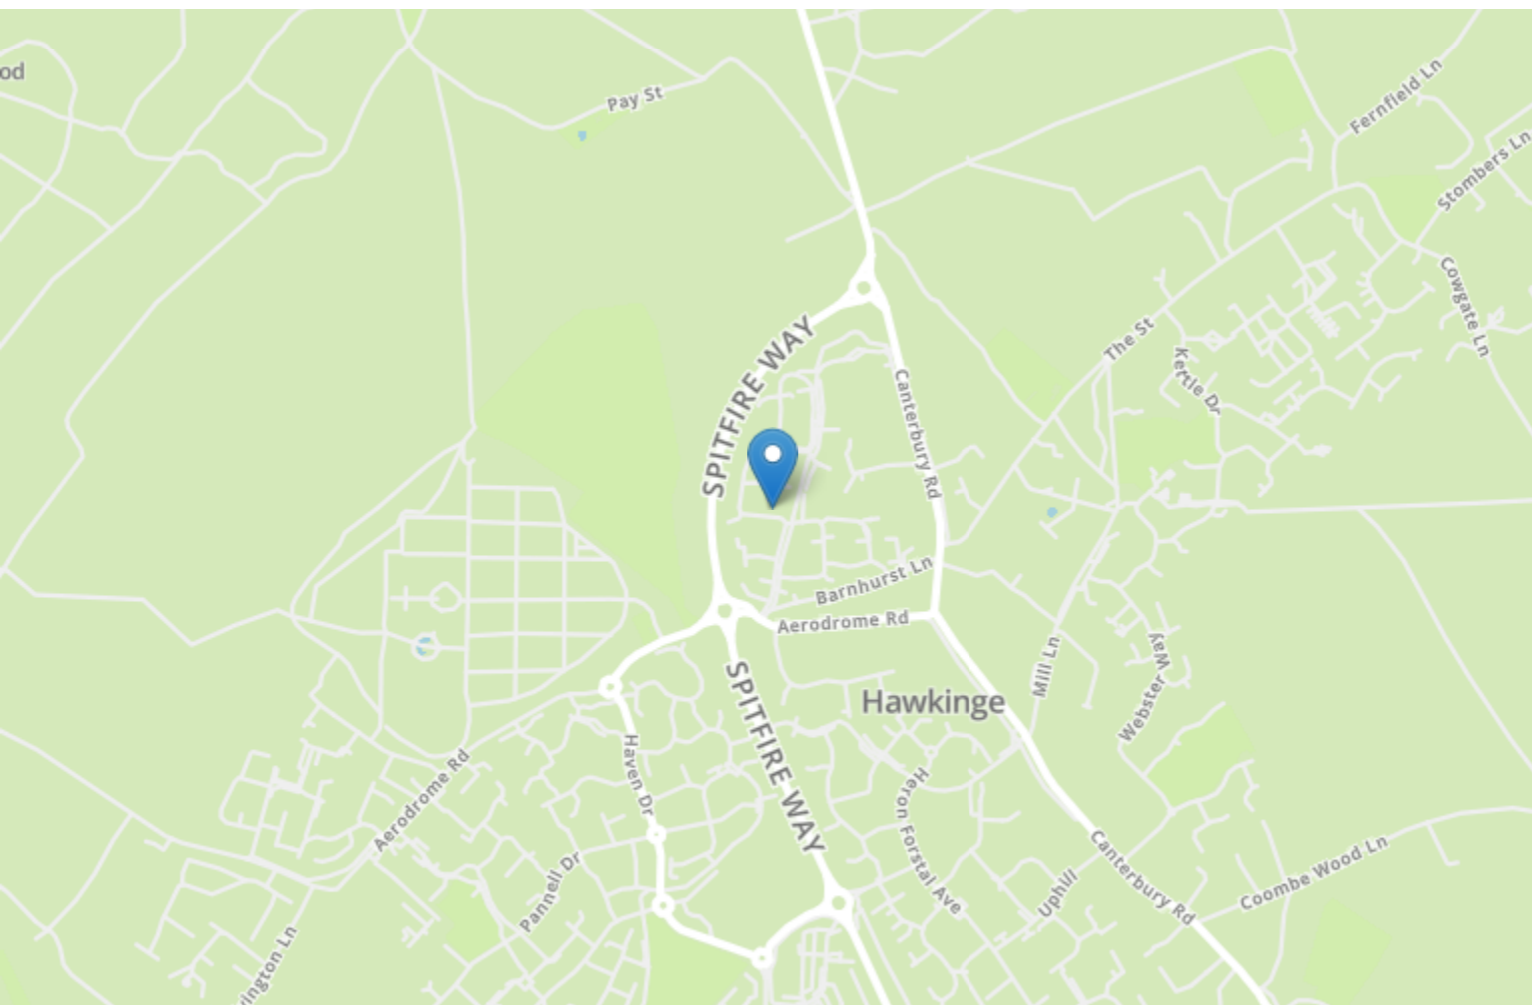 od
Pay St
Fernfield Ln
Stombers Ln
Cowgate Ln
SPITFIRE WAY
The St
Kettle Dr
Canterbury Rd
Barnhurst Ln
Aerodrome Rd
Mill Ln
Webster Way
SPITFIRE WAY
Hawkinge
Haven Dr
Aerodrome Rd
Heron Forstal Ave
Canterbury Rd
Pannell Dr
Uphill
Coombe Wood Ln
vington Ln